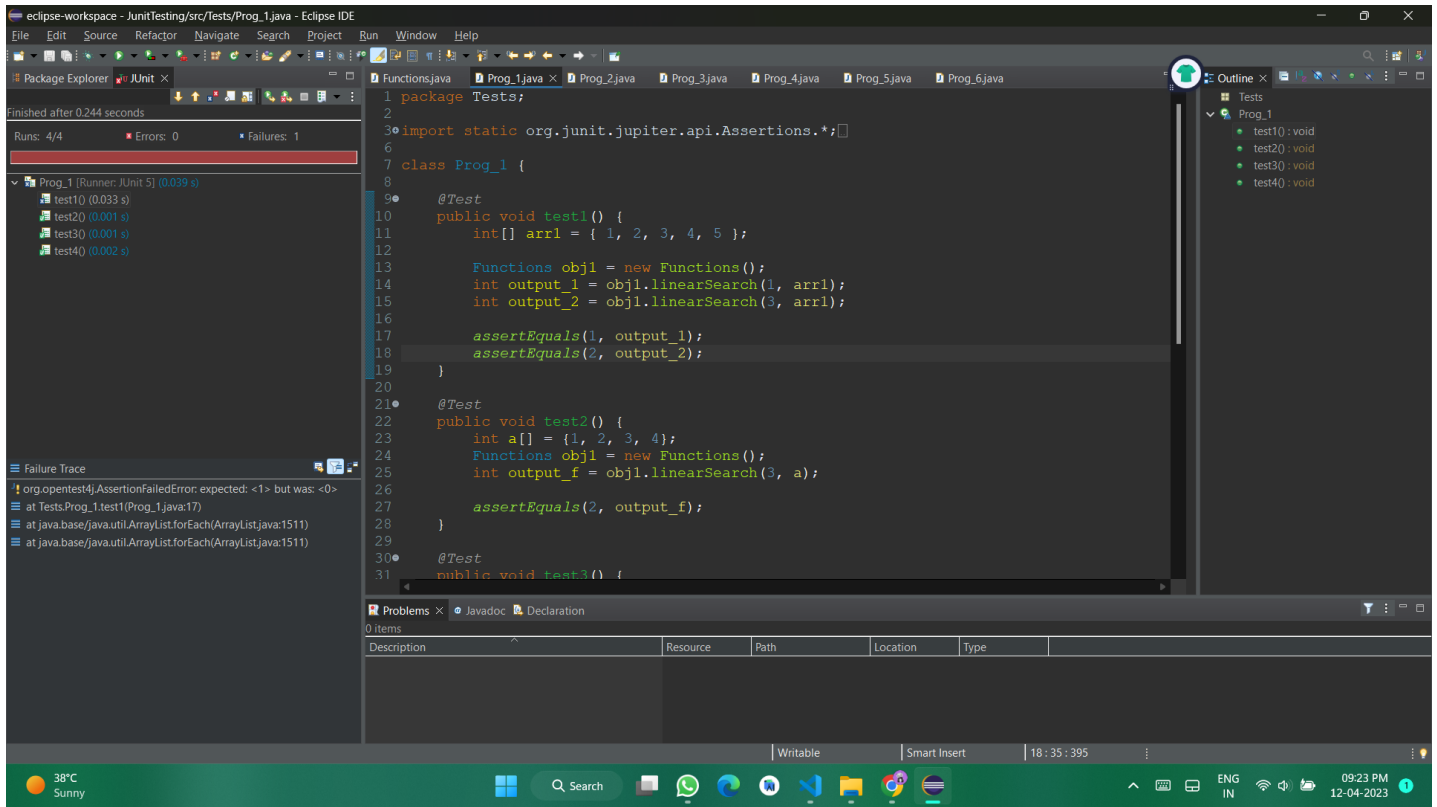 eclipse-workspace - JunitTesting/src/Tests/Prog_1.java - Eclipse IDE
File Edit Source Refactor Navigate Search Project Run Window Help
Package Explorer JUnit
Finished after 0.244 seconds
Runs: 4/4 Errors: 0 Failures: 1
Prog_1 [Runner: JUnit 5] (0.039 s)
test1() (0.033 s)
test2() (0.001 s)
test3() (0.001 s)
test4() (0.002 s)
Failure Trace
org.opentest4j.AssertionFailedError: expected: <1> but was: <0>
at Tests.Prog_1.test1(Prog_1.java:17)
at java.base/java.util.ArrayList.forEach(ArrayList.java:1511)
at java.base/java.util.ArrayList.forEach(ArrayList.java:1511)
Functions.java Prog_1.java Prog_2.java Prog_3.java Prog_4.java Prog_5.java Prog_6.java
1 package Tests;
2
3 import static org.junit.jupiter.api.Assertions.*;
6
7 class Prog_1 {
8
9 @Test
10 public void test1() {
11 int[] arr1 = { 1, 2, 3, 4, 5 };
12
13 Functions obj1 = new Functions();
14 int output_1 = obj1.linearSearch(1, arr1);
15 int output_2 = obj1.linearSearch(3, arr1);
16
17 assertEquals(1, output_1);
18 assertEquals(2, output_2);
19 }
20
21 @Test
22 public void test2() {
23 int a[] = {1, 2, 3, 4};
24 Functions obj1 = new Functions();
25 int output_f = obj1.linearSearch(3, a);
26
27 assertEquals(2, output_f);
28 }
29
30 @Test
31 public void test3() {
Outline
Tests
Prog_1
test1() : void
test2() : void
test3() : void
test4() : void
Problems Javadoc Declaration
0 items
Description Resource Path Location Type
Writable Smart Insert 18 : 35 : 395
38°C
Sunny
Search
ENG
IN
09:23 PM
12-04-2023
1